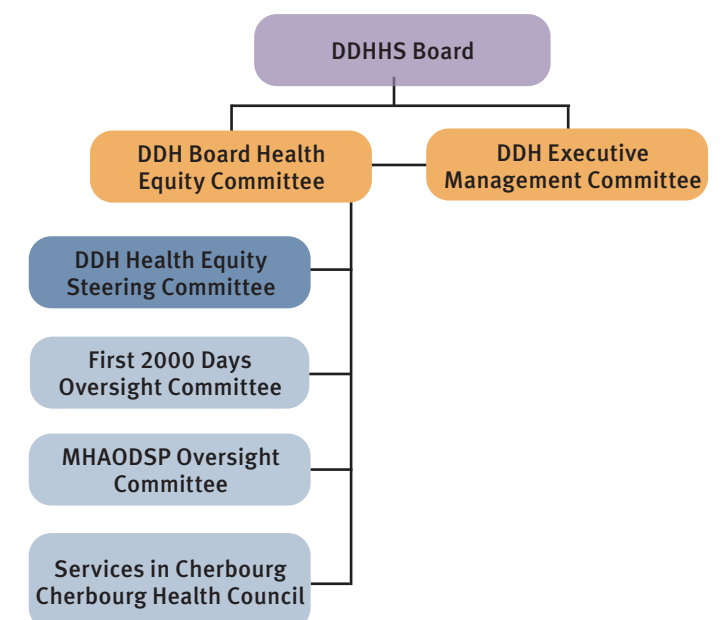 DDHHS Board
DDH Board Health
Equity Committee
DDH Executive
Management Committee
DDH Health Equity
Steering Committee
First 2000 Days
Oversight Committee
MHAODSP Oversight
Committee
Services in Cherbourg
Cherbourg Health Council